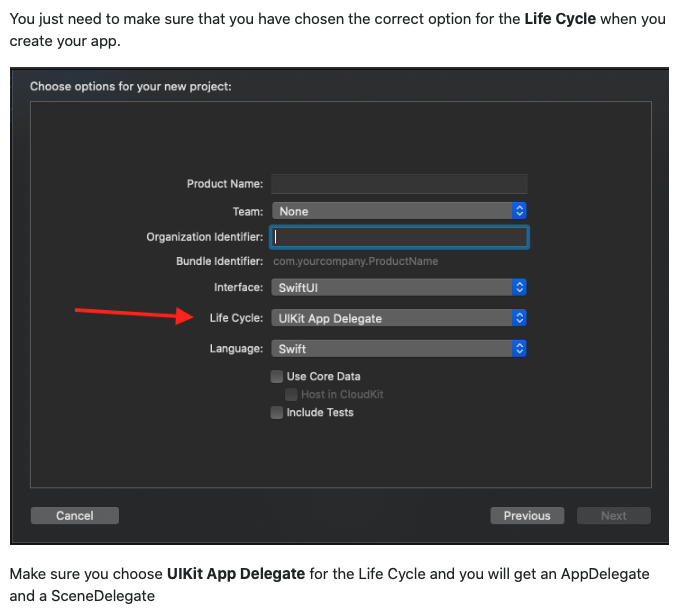 You just need to make sure that you have chosen the correct option for the Life Cycle when you
create your app.
Choose options for your new project:
Product Name:
Team: None
Organization Identifier:
Bundle Identifier: com.yourcompany.ProductName
Interface: SwiftUI
Life Cycle: UIKit App Delegate
Language: Swift
Use Core Data
Host in CloudKit
Include Tests
Cancel Previous Next
Make sure you choose UIKit App Delegate for the Life Cycle and you will get an AppDelegate
and a SceneDelegate